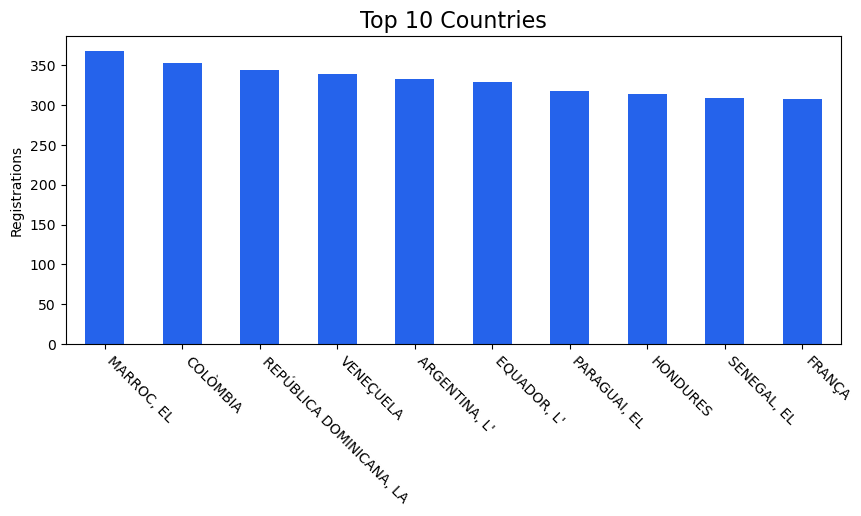 Top 10 Countries
Registrations
350
300
250
200
150
100
50
0
MARROC, EL
COLÒMBIA
REPÚBLICA DOMINICANA, LA
VENEÇUELA
ARGENTINA, L'
EQUADOR, L'
PARAGUAI, EL
HONDURES
SENEGAL, EL
FRANÇA